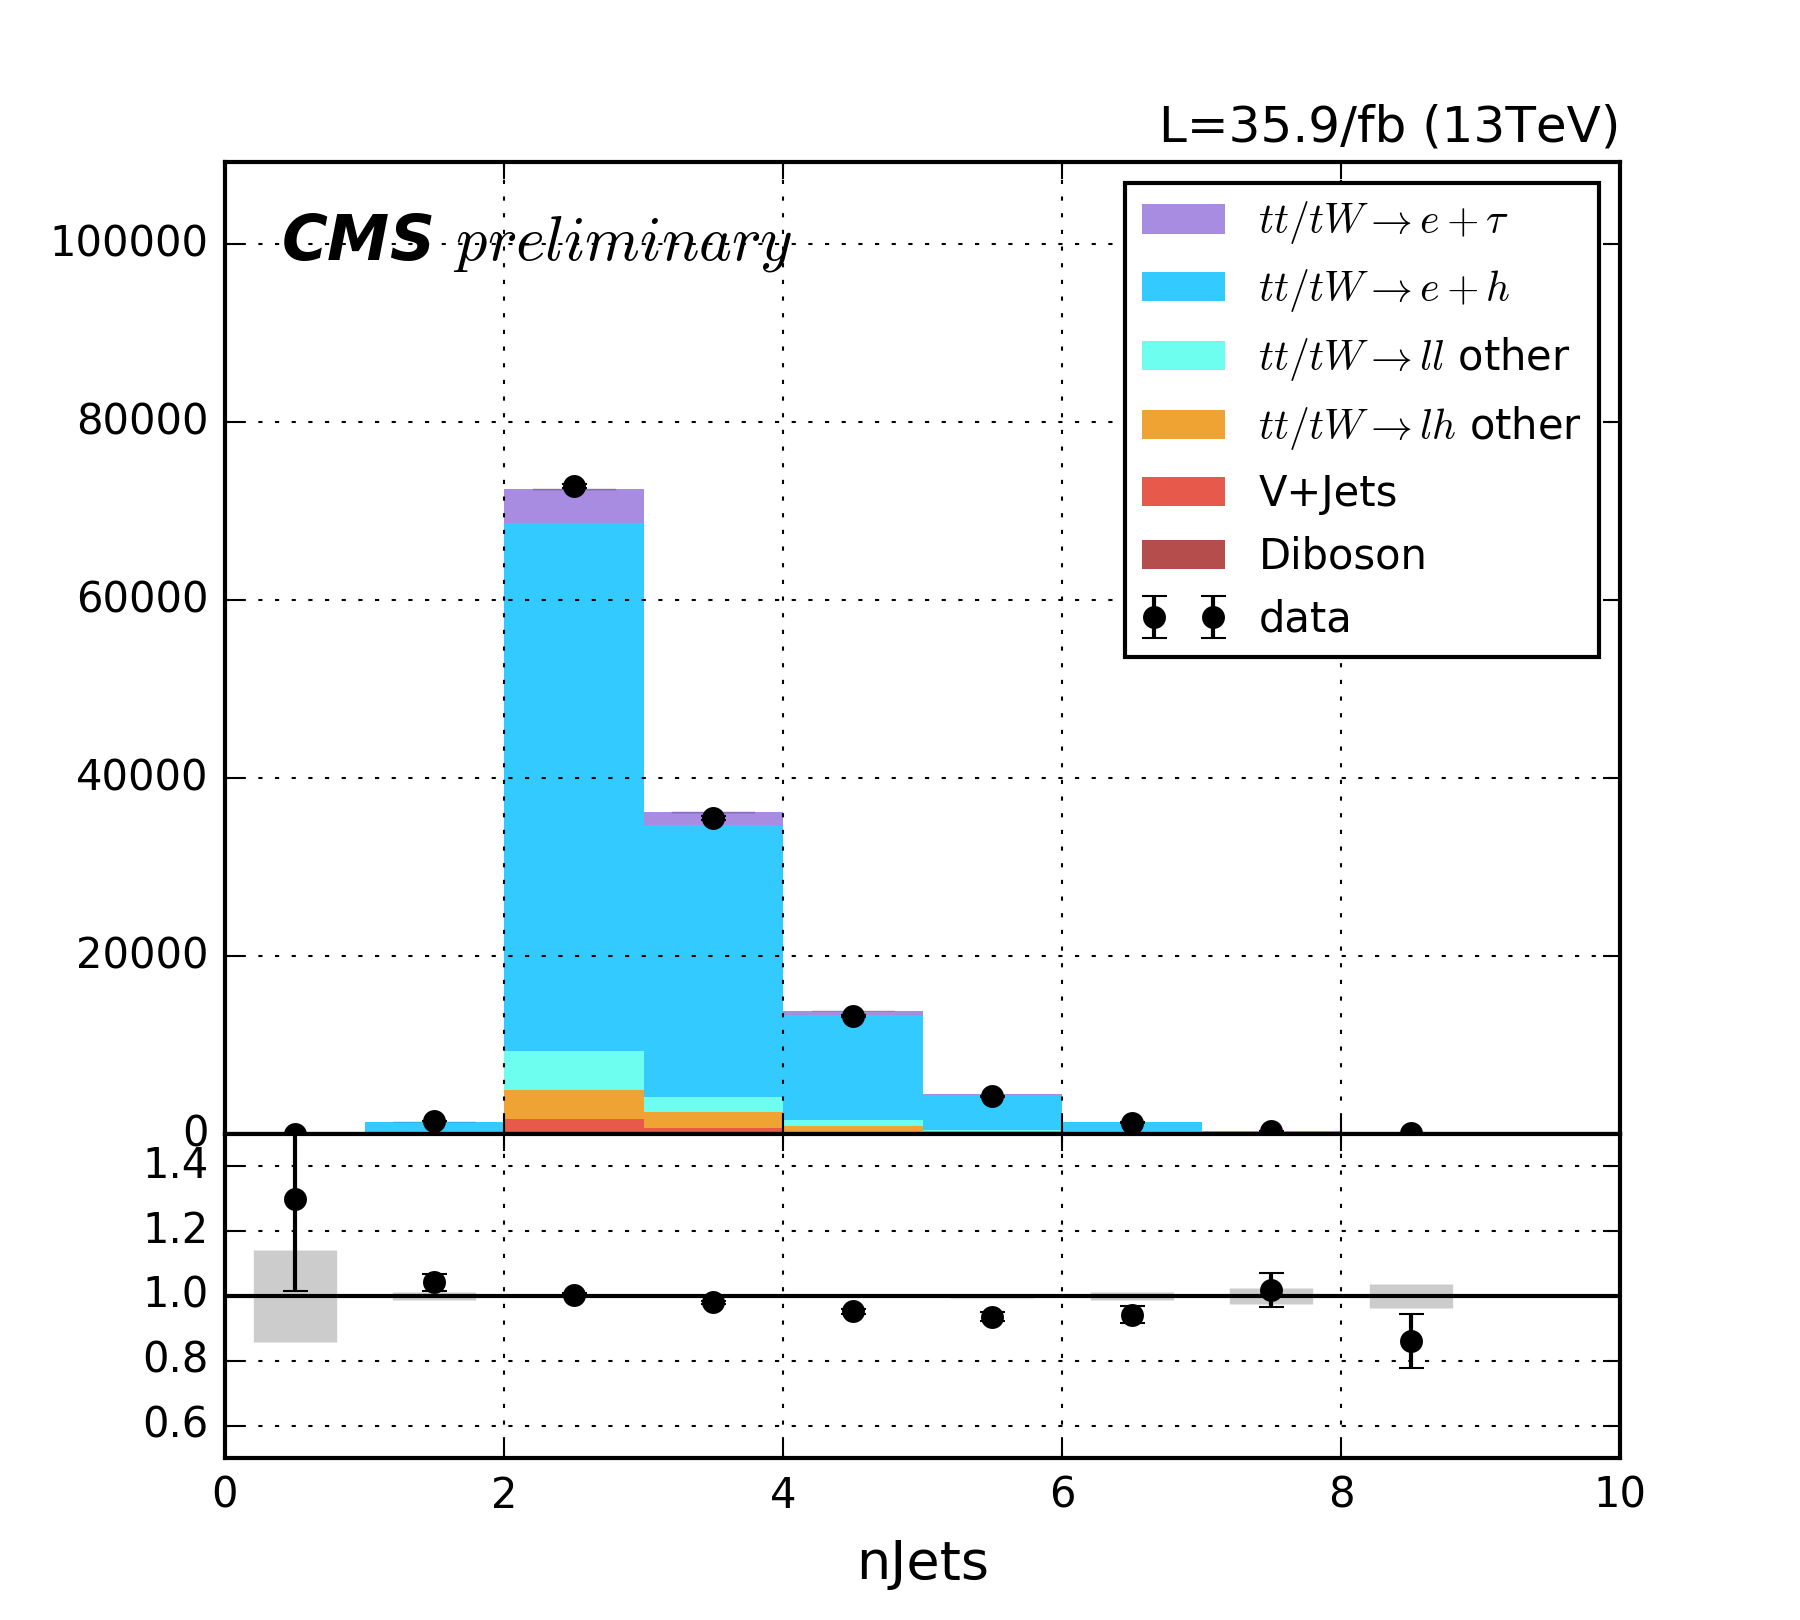 L=35.9/fb (13TeV)
CMS preliminary
tt/tW → e + τ
tt/tW → e + h
tt/tW → ll other
tt/tW → lh other
V+Jets
Diboson
data
100000
80000
60000
40000
20000
0
1.4
1.2
1.0
0.8
0.6
0 2 4 6 8 10
nJets